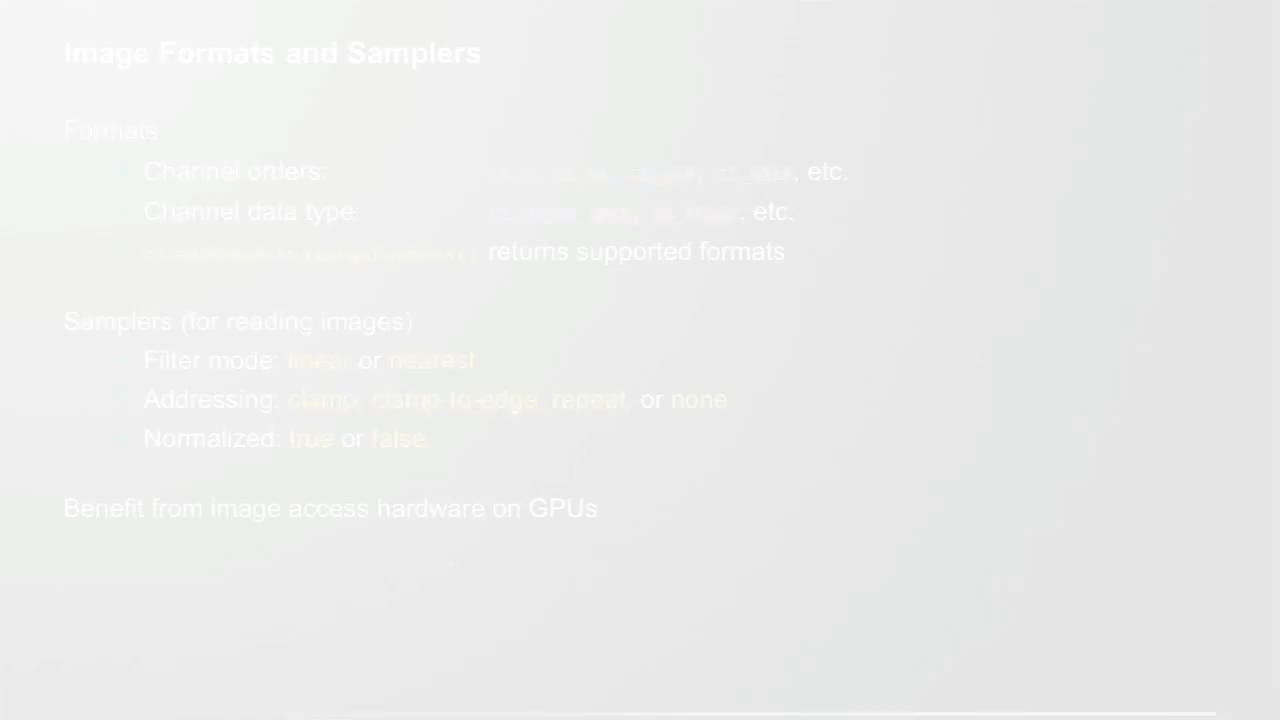 Image Formats and Samplers
Formats
Channel orders: , etc.
Channel data type: , etc.
returns supported formats
Samplers (for reading images)
Filter mode: linear or nearest
Addressing: clamp, clamp-to-edge, repeat, or none
Normalized: true or false
Benefit from image access hardware on GPUs